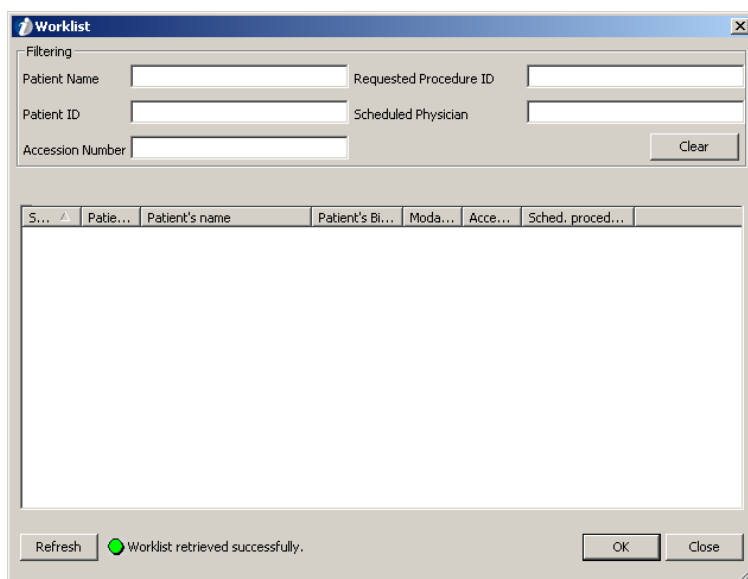 Worklist
Filtering
Patient Name Requested Procedure ID
Patient ID Scheduled Physician
Accession Number Clear
S... Patie... Patient's name Patient's Bi... Moda... Acce... Sched. proced...
Refresh Worklist retrieved successfully. OK Close